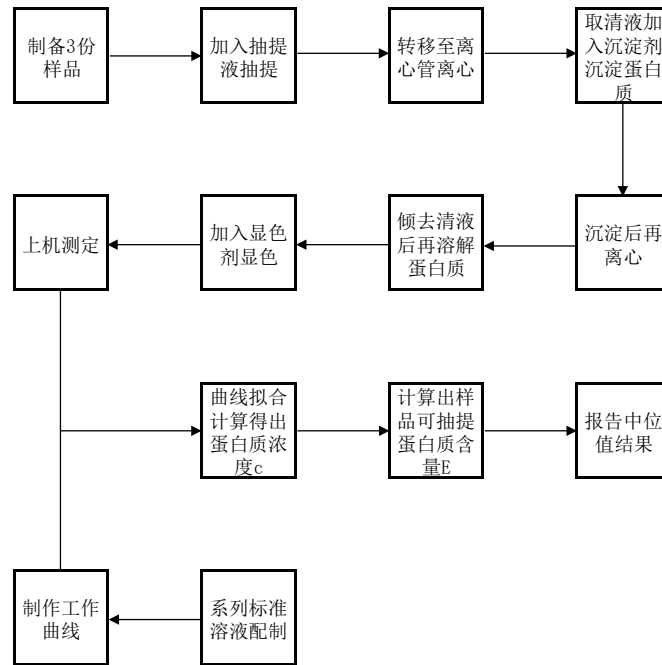 制备3份
样品
加入抽提
液抽提
转移至离
心管离心
取清液加
入沉淀剂
沉淀蛋白
质
沉淀后再
离心
倾去清液
后再溶解
蛋白质
加入显色
剂显色
上机测定
曲线拟合
计算得出
蛋白质浓
度c
计算出样
品可抽提
蛋白质含
量E
报告中位
值结果
制作工作
曲线
系列标准
溶液配制